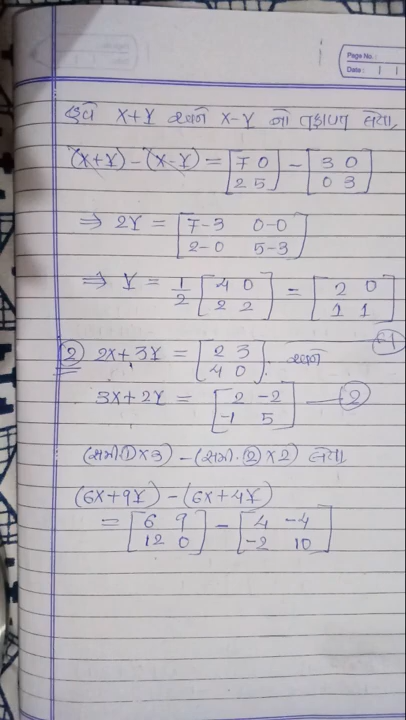 Page No.:
Date: | |
હવે X+Y અને X-Y નો તફાવત લેતા,
(X+Y)-(X-Y) = [7 0; 2 5] - [3 0; 0 3]
⇒ 2Y = [7-3 0-0; 2-0 5-3]
⇒ Y = 1/2 [4 0; 2 2] = [2 0; 1 1]
② 2X+3Y = [2 3; 4 0] અને —①
3X+2Y = [2 -2; -1 5] —②
(સમી.①×3) - (સમી.②×2) લેતા
(6X+9Y)-(6X+4Y)
= [6 9; 12 0] - [4 -4; -2 10]